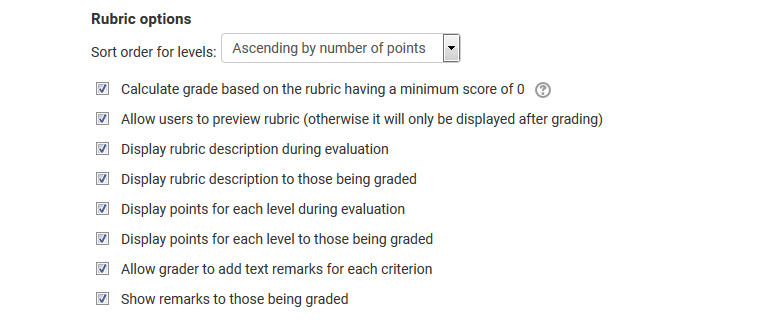 Rubric options
Sort order for levels: Ascending by number of points
Calculate grade based on the rubric having a minimum score of 0 ?
Allow users to preview rubric (otherwise it will only be displayed after grading)
Display rubric description during evaluation
Display rubric description to those being graded
Display points for each level during evaluation
Display points for each level to those being graded
Allow grader to add text remarks for each criterion
Show remarks to those being graded